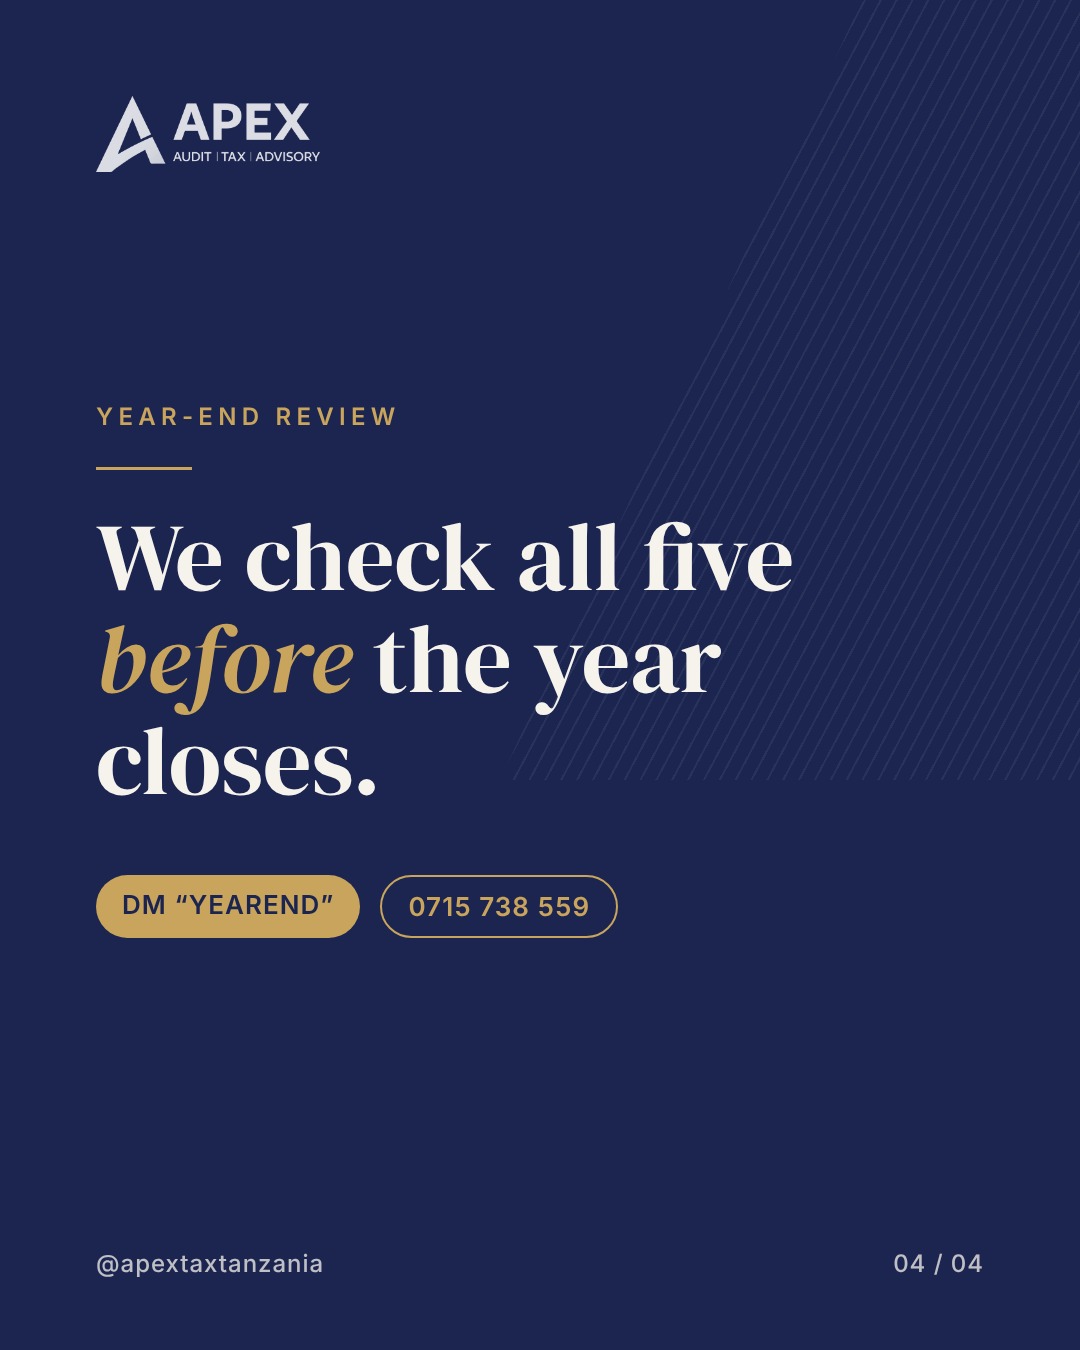 APEX
AUDIT | TAX | ADVISORY
YEAR-END REVIEW
We check all five
before the year
closes.
DM “YEAREND”
0715 738 559
@apextaxtanzania
04 / 04